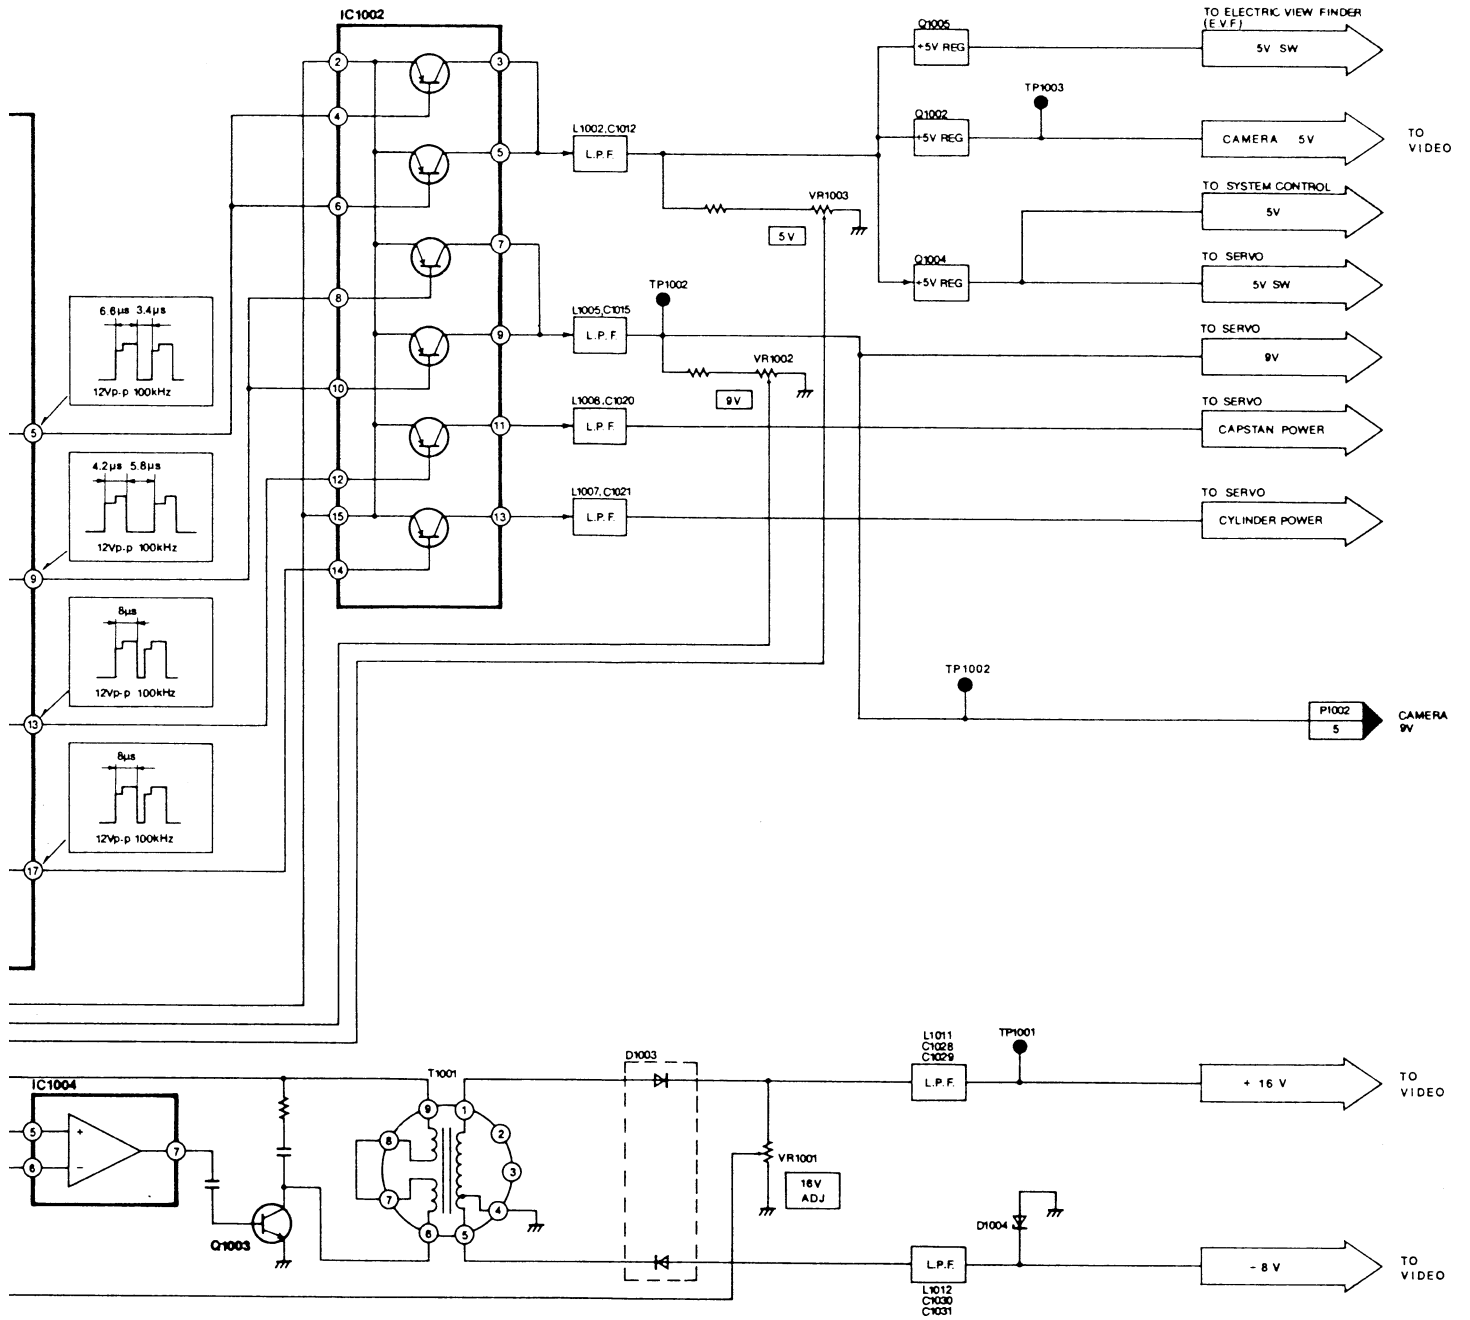 IC1002
2
3
4
5
6
7
8
9
10
11
12
15
13
14
6.6µs 3.4µs
12Vp-p 100kHz
5
4.2µs 5.8µs
12Vp-p 100kHz
9
8µs
12Vp-p 100kHz
13
8µs
12Vp-p 100kHz
17
L1002,C1012
L.P.F.
VR1003
5V
TP1002
L1005,C1015
L.P.F.
VR1002
9V
L1006,C1020
L.P.F.
L1007,C1021
L.P.F.
Q1005
+5V REG
TP1003
Q1002
+5V REG
Q1004
+5V REG
TO ELECTRIC VIEW FINDER
(E.V.F)
5V SW
CAMERA 5V
TO
VIDEO
TO SYSTEM CONTROL
5V
TO SERVO
5V SW
TO SERVO
9V
TO SERVO
CAPSTAN POWER
TO SERVO
CYLINDER POWER
TP1002
P1002
5
CAMERA
9V
IC1004
5
+
6
−
7
Q1003
T1001
9
1
8
2
3
7
4
6
5
D1003
VR1001
16V
ADJ
L1011
C1028
C1029
L.P.F.
TP1001
+ 16 V
TO
VIDEO
D1004
L.P.F.
L1012
C1030
C1031
− 8 V
TO
VIDEO